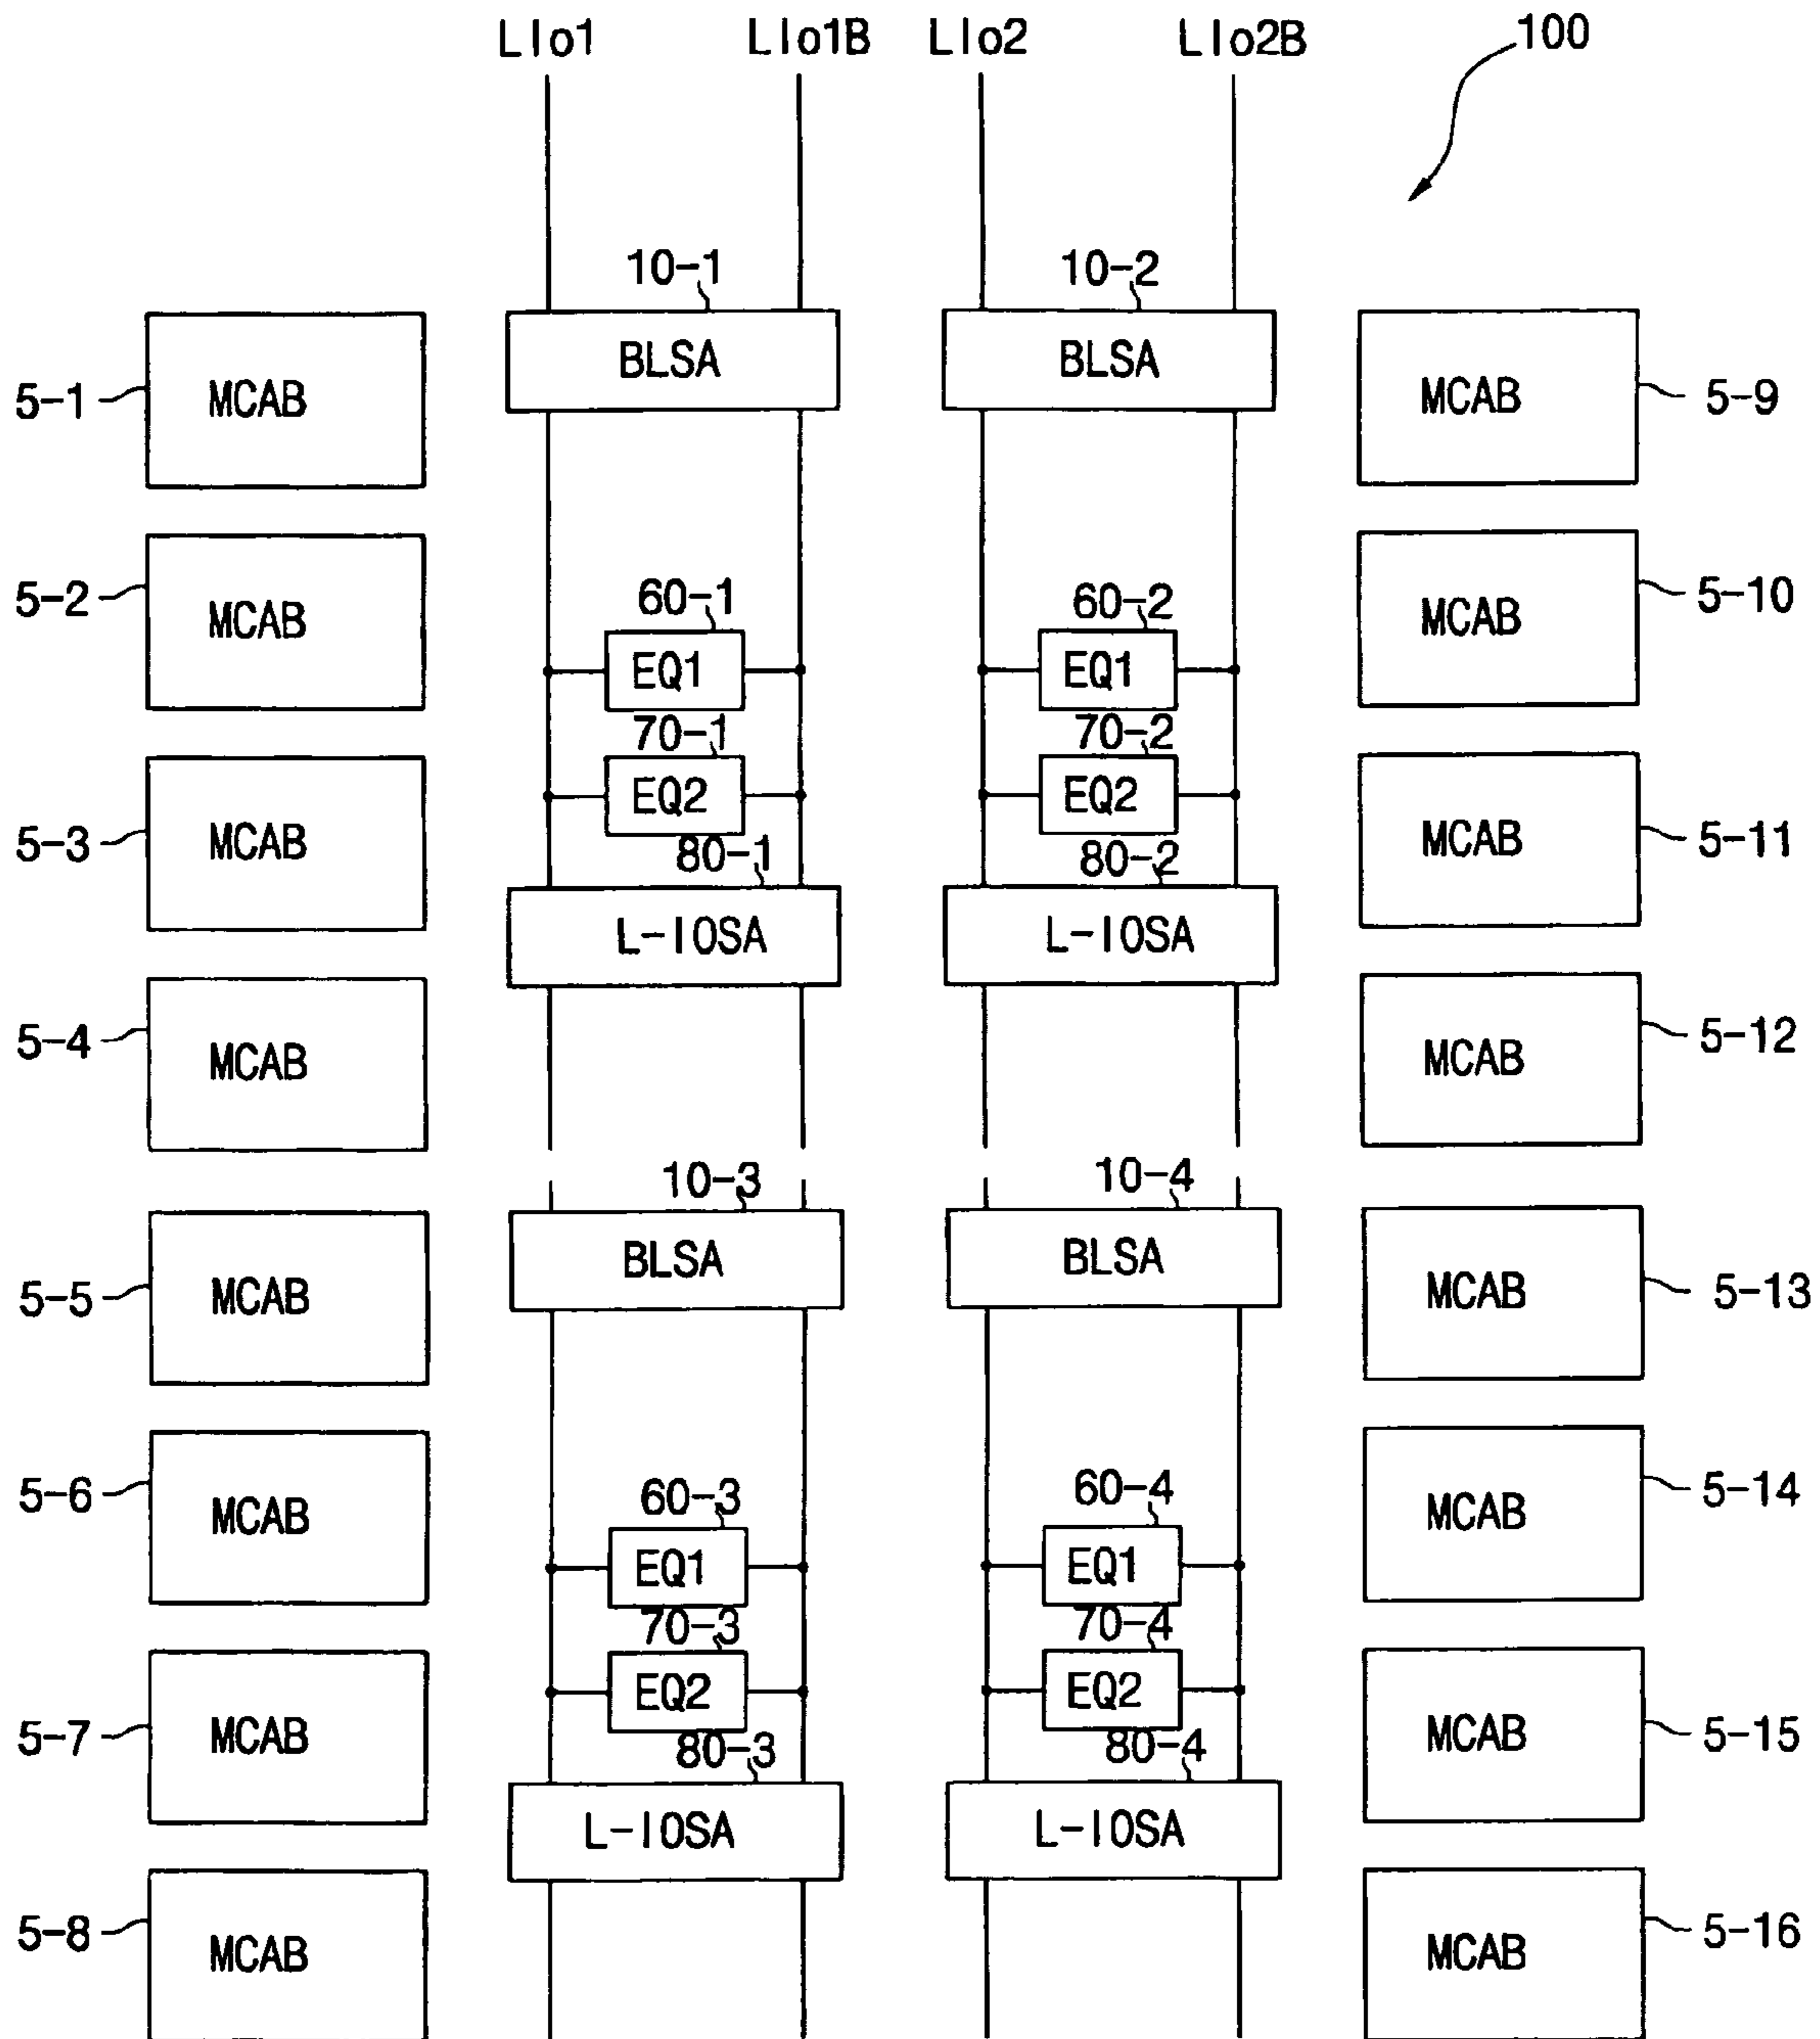 LIo1 LIo1B LIo2 LIo2B 100
10-1 10-2
BLSA BLSA
5-1 MCAB MCAB 5-9
5-2 MCAB 60-1 60-2 MCAB 5-10
EQ1 EQ1
70-1 70-2
EQ2 EQ2
5-3 MCAB 80-1 80-2 MCAB 5-11
L-IOSA L-IOSA
5-4 MCAB MCAB 5-12
10-3 10-4
BLSA BLSA
5-5 MCAB MCAB 5-13
5-6 MCAB 60-3 60-4 MCAB 5-14
EQ1 EQ1
70-3 70-4
EQ2 EQ2
5-7 MCAB 80-3 80-4 MCAB 5-15
L-IOSA L-IOSA
5-8 MCAB MCAB 5-16